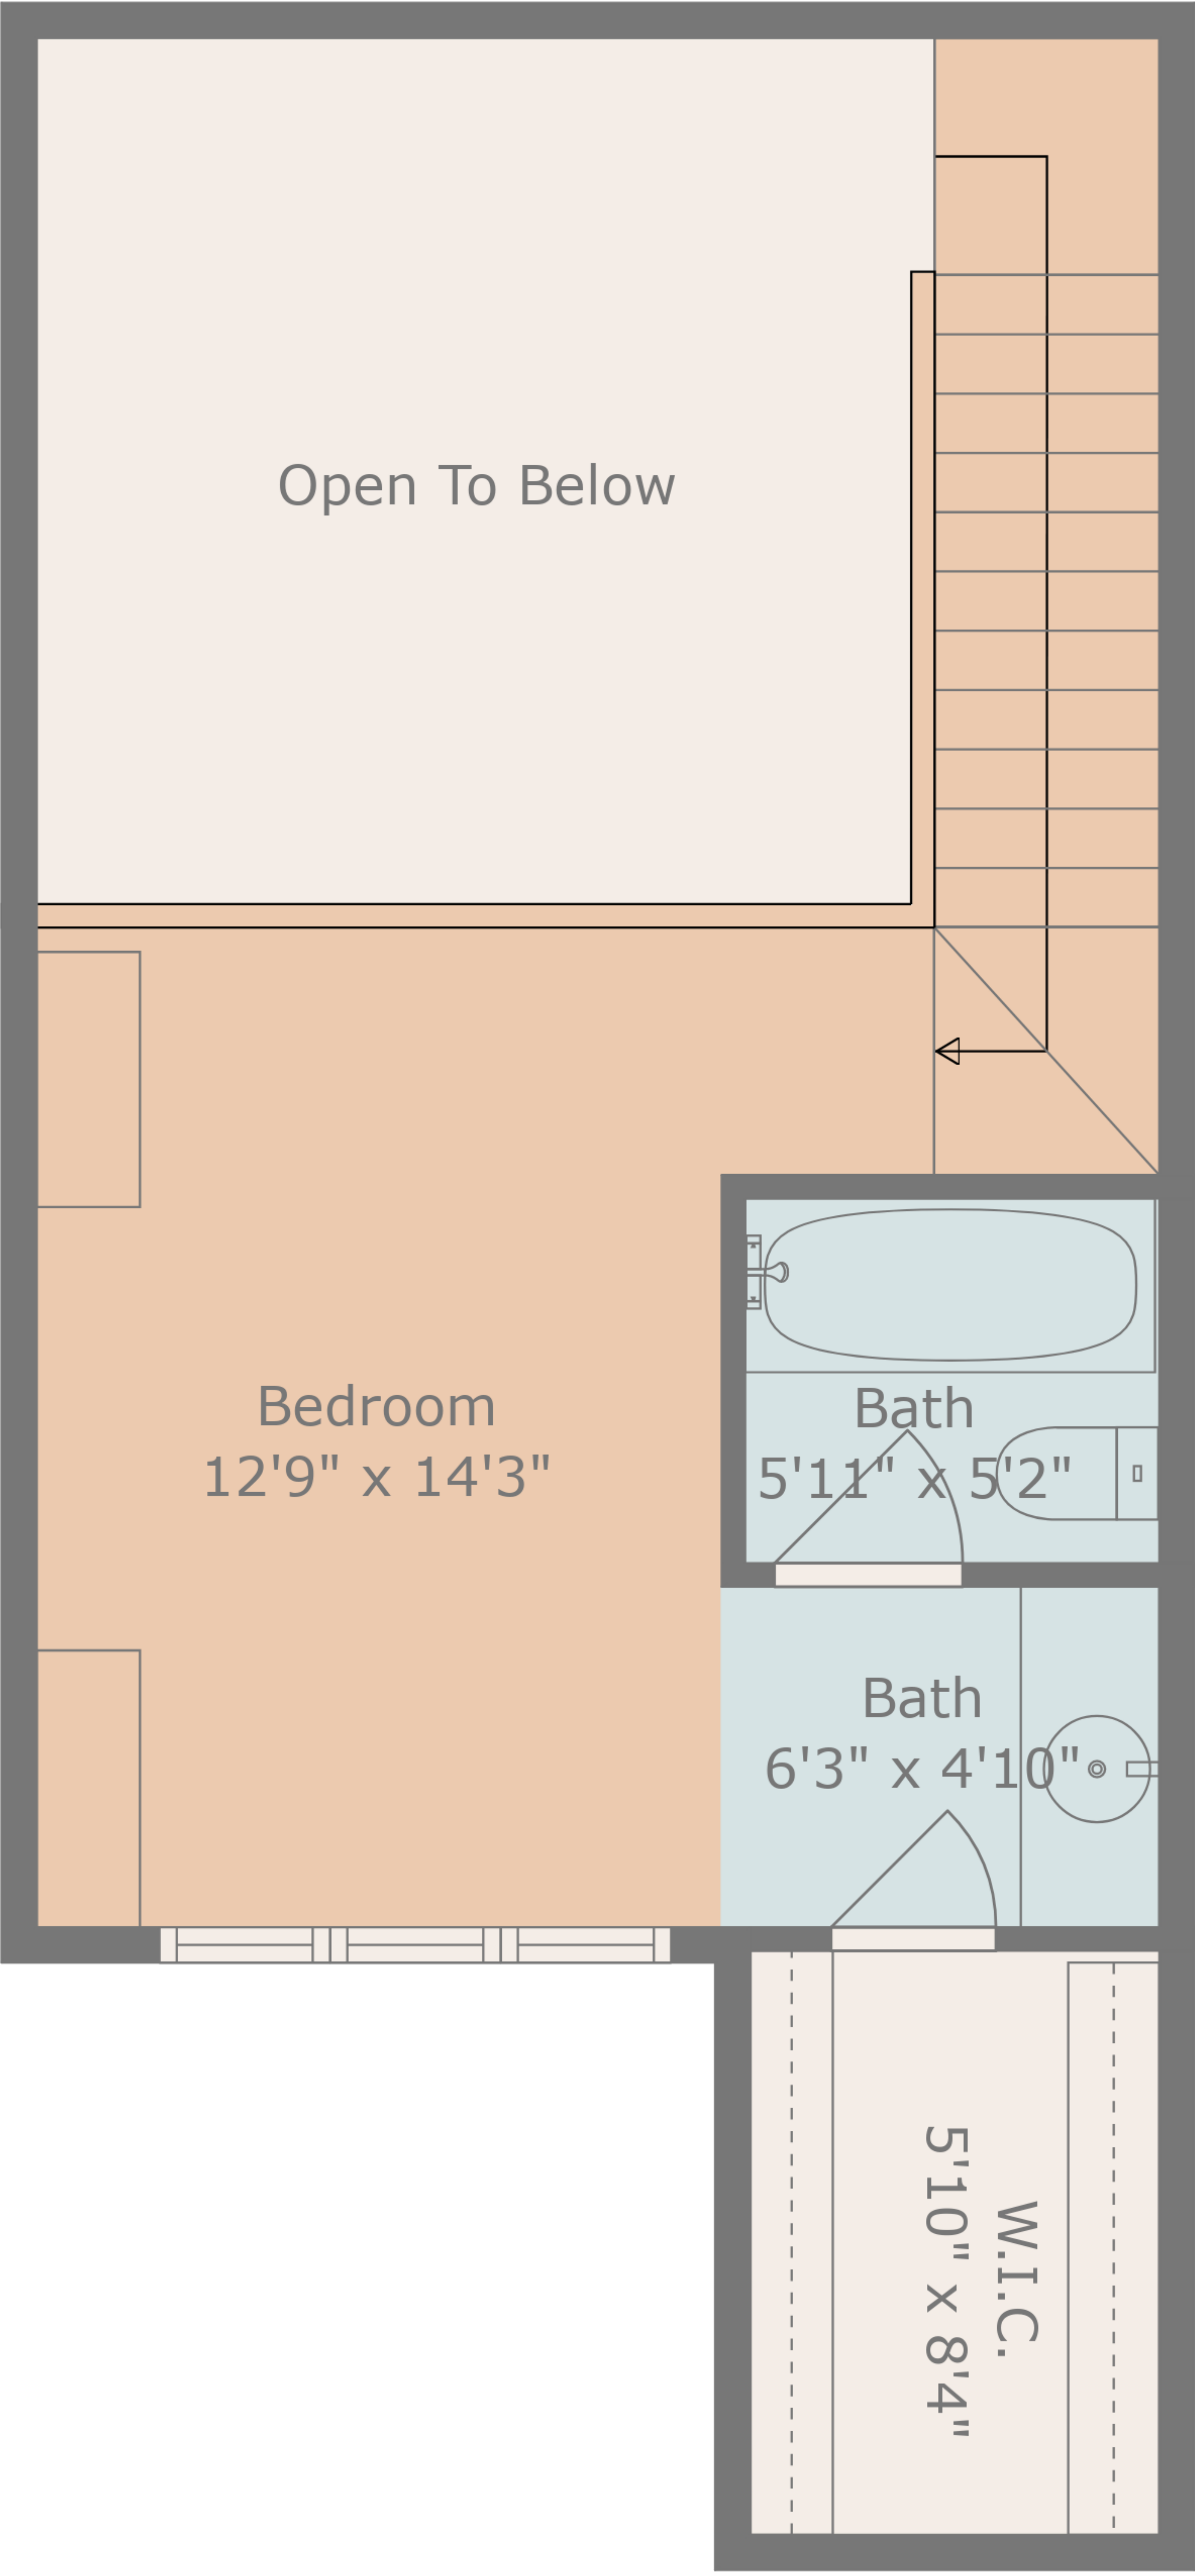 Open To Below
Bedroom
12'9" x 14'3"
Bath
5'11" x 5'2"
Bath
6'3" x 4'10"
W.I.C.
5'10" x 8'4"